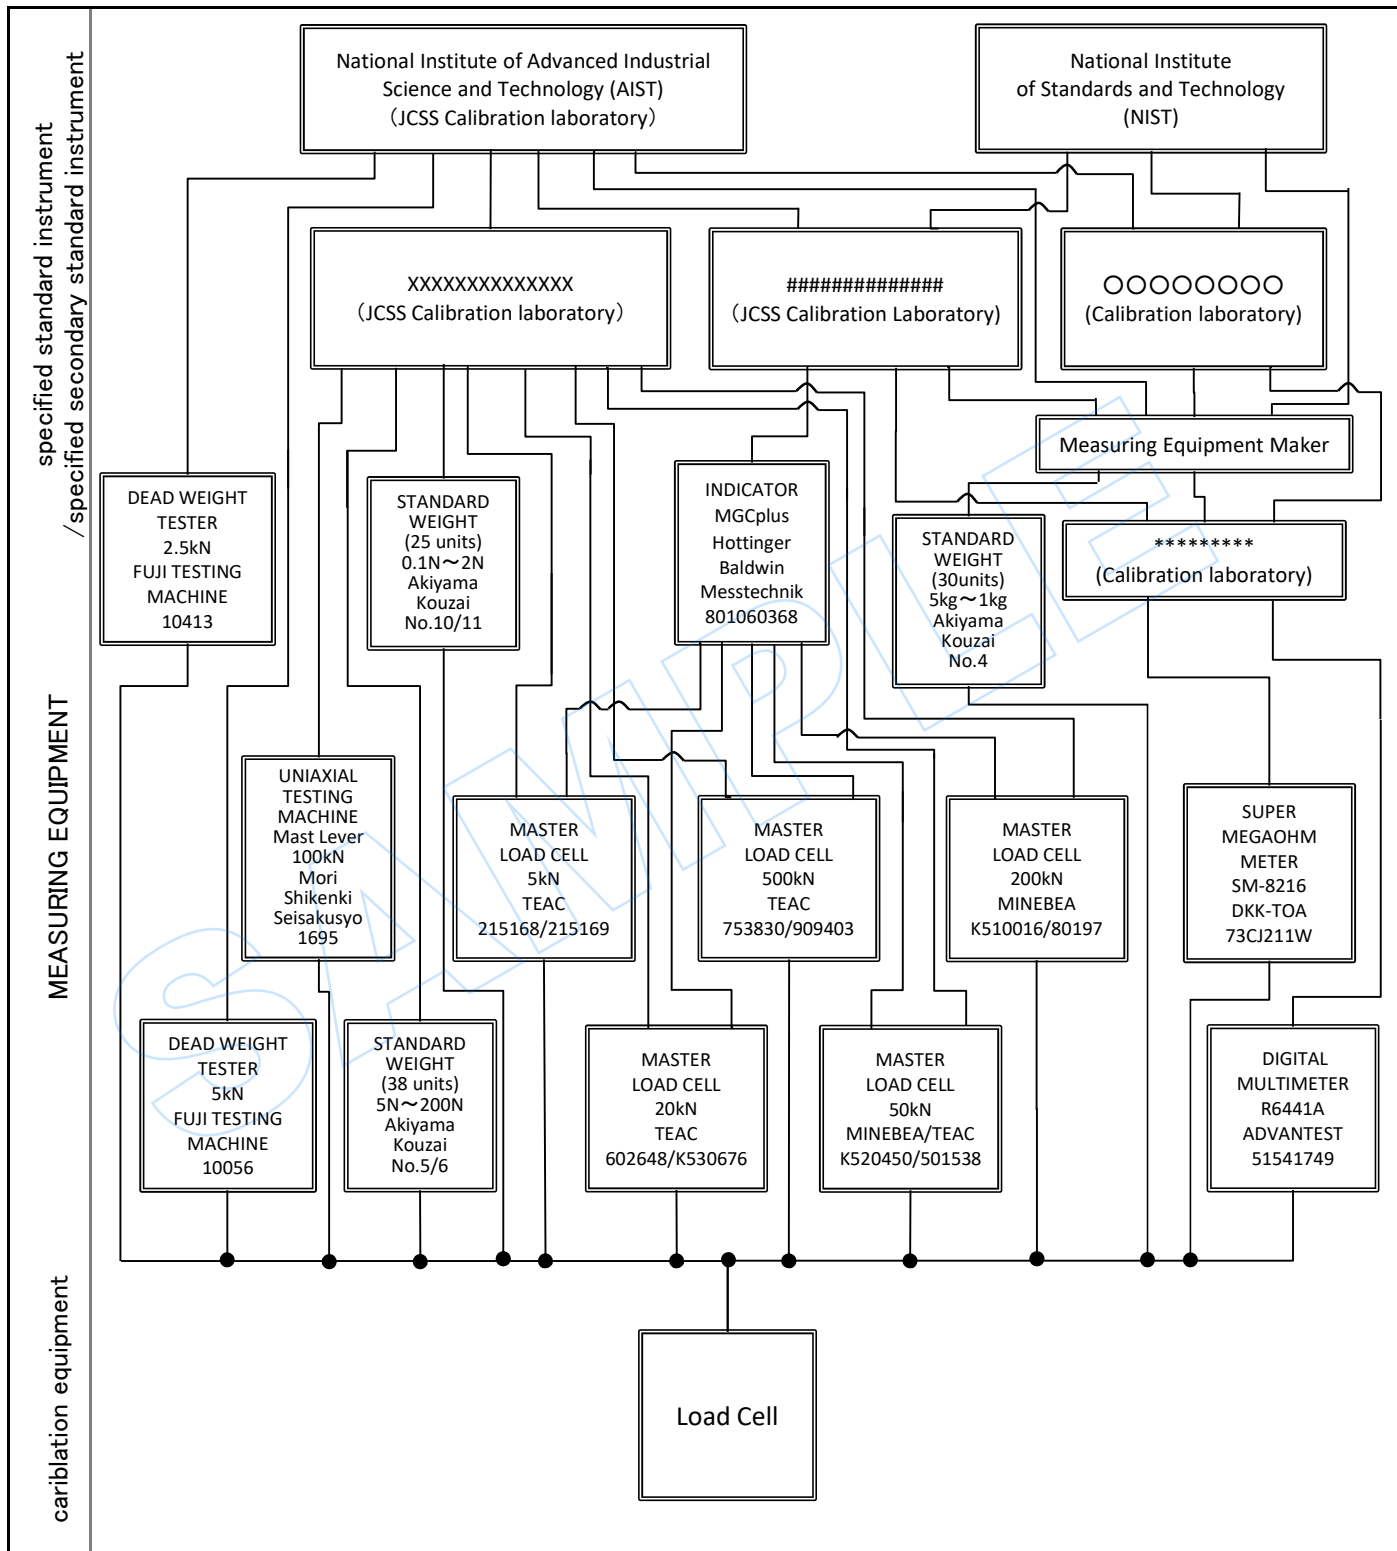 specified standard instrument
/specified secondary standard instrument
MEASURING EQUIPMENT
cariblation equipment
National Institute of Advanced Industrial
Science and Technology (AIST)
（JCSS Calibration laboratory）
National Institute
of Standards and Technology
(NIST)
XXXXXXXXXXXXXX
（JCSS Calibration laboratory）
##############
（JCSS Calibration Laboratory)
○○○○○○○○
(Calibration laboratory)
Measuring Equipment Maker
DEAD WEIGHT
TESTER
2.5kN
FUJI TESTING
MACHINE
10413
STANDARD
WEIGHT
(25 units)
0.1N～2N
Akiyama
Kouzai
No.10/11
INDICATOR
MGCplus
Hottinger
Baldwin
Messtechnik
801060368
STANDARD
WEIGHT
(30units)
5kg～1kg
Akiyama
Kouzai
No.4
*********
(Calibration laboratory)
UNIAXIAL
TESTING
MACHINE
Mast Lever
100kN
Mori
Shikenki
Seisakusyo
1695
MASTER
LOAD CELL
5kN
TEAC
215168/215169
MASTER
LOAD CELL
500kN
TEAC
753830/909403
MASTER
LOAD CELL
200kN
MINEBEA
K510016/80197
SUPER
MEGAOHM
METER
SM-8216
DKK-TOA
73CJ211W
DEAD WEIGHT
TESTER
5kN
FUJI TESTING
MACHINE
10056
STANDARD
WEIGHT
(38 units)
5N～200N
Akiyama
Kouzai
No.5/6
MASTER
LOAD CELL
20kN
TEAC
602648/K530676
MASTER
LOAD CELL
50kN
MINEBEA/TEAC
K520450/501538
DIGITAL
MULTIMETER
R6441A
ADVANTEST
51541749
Load Cell
SAMPLE